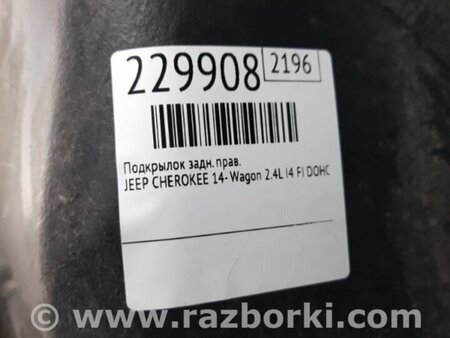 229908 2196
Подкрылок задн. прав.
JEEP CHEROKEE 14- Wagon 2.4L I4 FI DOHC
© www.razborki.com